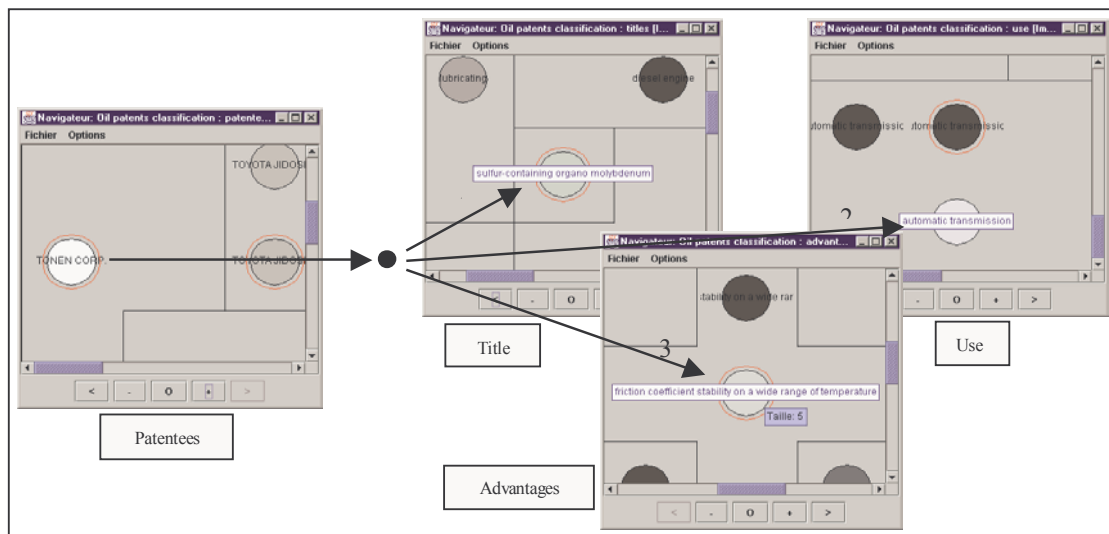 Navigateur: Oil patents classification : patente...
Fichier Options
TOYOTA JIDOSI
TONEN CORP.
TOYOTA JIDOSI
< - O + >
Patentees
Navigateur: Oil patents classification : titles [I...
Fichier Options
lubricating
diesel engine
sulfur-containing organo molybdenum
< - O
Title
Navigateur: Oil patents classification : use [Im...
Fichier Options
utomatic transmissic
utomatic transmissic
2
automatic transmission
- O + >
Use
Navigateur: Oil patents classification : advant...
Fichier Options
stability on a wide rar
3
friction coefficient stability on a wide range of temperature
Taille: 5
< - O + >
Advantages